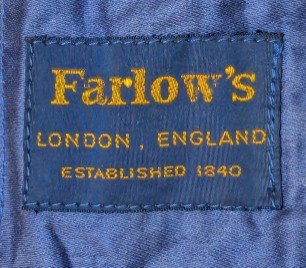 Farlow's
LONDON, ENGLAND
ESTABLISHED 1840